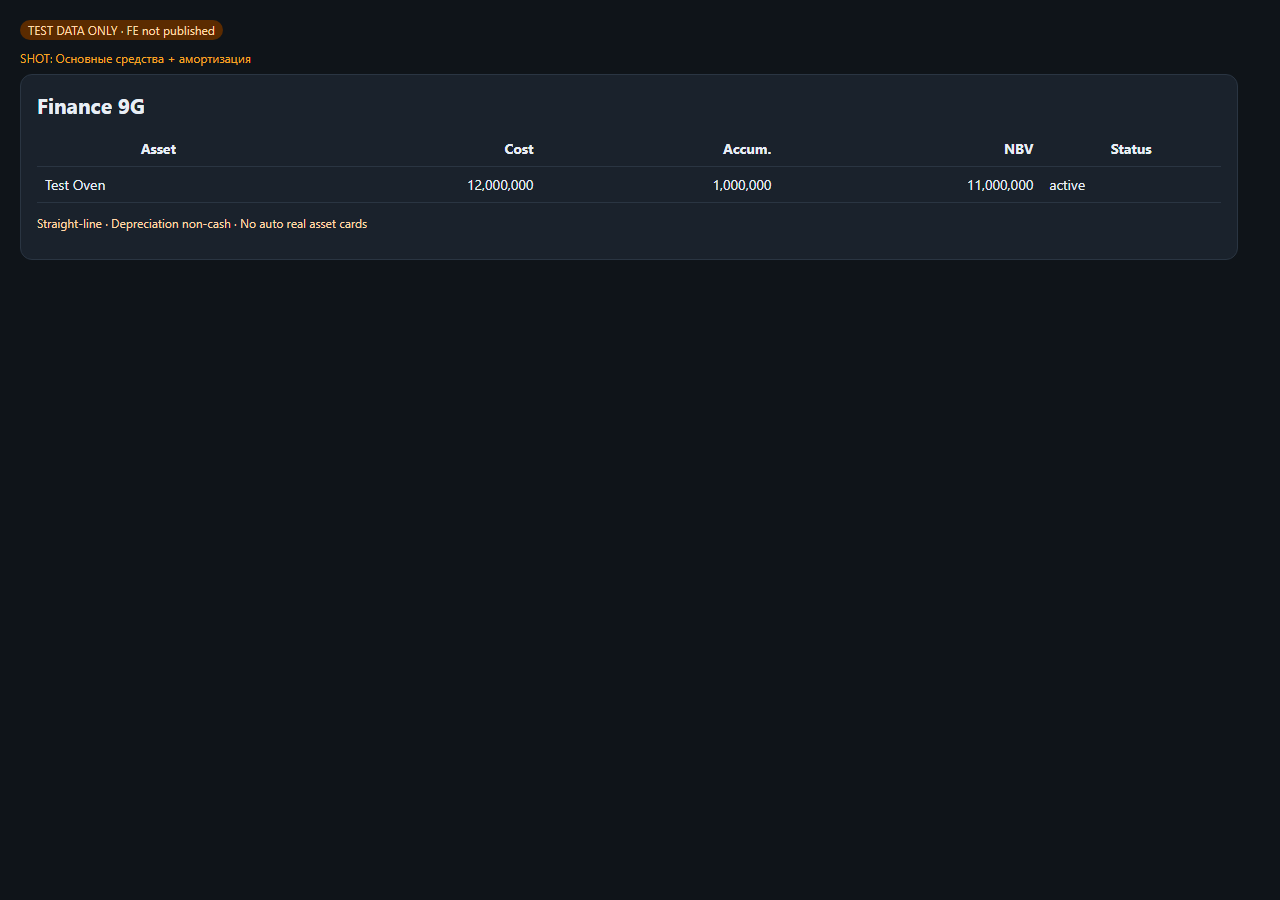 TEST DATA ONLY · FE not published
SHOT: Основные средства + амортизация
Finance 9G
Asset Cost Accum. NBV Status
Test Oven 12,000,000 1,000,000 11,000,000 active
Straight-line · Depreciation non-cash · No auto real asset cards